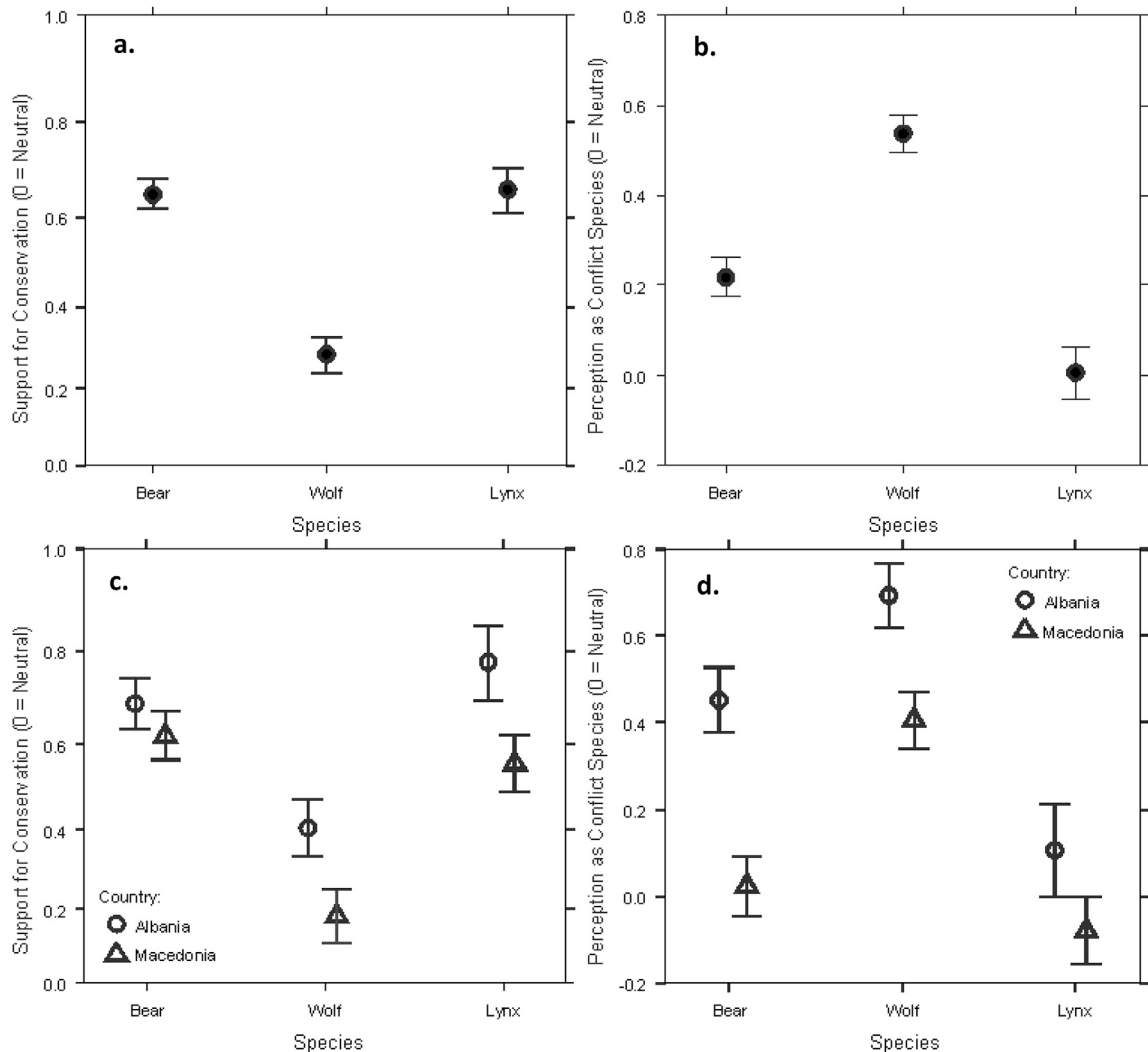 a.
Support for Conservation (0 = Neutral)
1.0
0.8
0.6
0.4
0.2
0.0
Bear Wolf Lynx
Species
b.
Perception as Conflict Species (0 = Neutral)
0.8
0.6
0.4
0.2
0.0
-0.2
Bear Wolf Lynx
Species
c.
Support for Conservation (0 = Neutral)
1.0
0.8
0.6
0.4
0.2
0.0
Country:
Albania
Macedonia
Bear Wolf Lynx
Species
d.
Perception as Conflict Species (0 = Neutral)
0.8
0.6
0.4
0.2
0.0
-0.2
Country:
Albania
Macedonia
Bear Wolf Lynx
Species